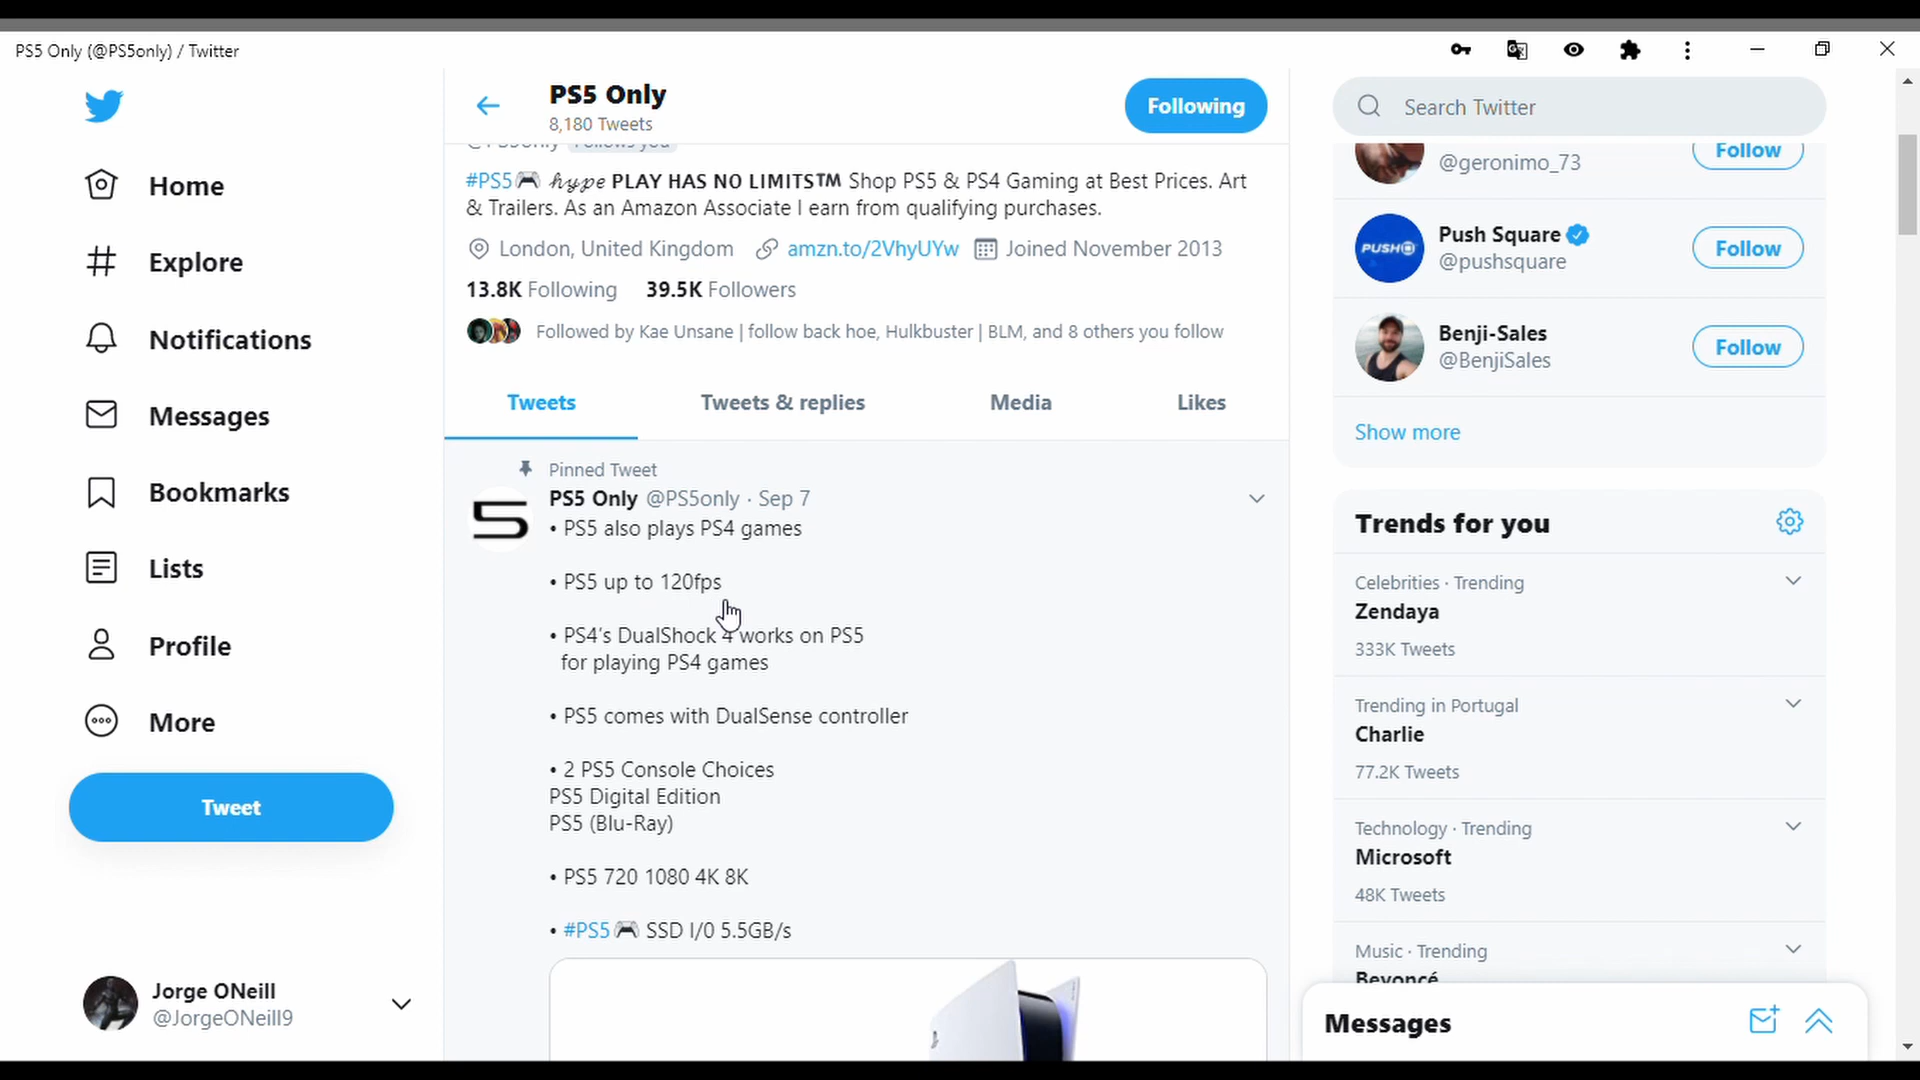 PS5 Only (@PS5only) / Twitter
Home
Explore
Notifications
Messages
Bookmarks
Lists
Profile
More
Tweet
Jorge ONeill
@JorgeONeill9
PS5 Only
8,180 Tweets
Following
@PS5only Follows you
#PS5🎮 𝓱𝔂𝓹𝓮 PLAY HAS NO LIMITS™ Shop PS5 & PS4 Gaming at Best Prices. Art
& Trailers. As an Amazon Associate I earn from qualifying purchases.
London, United Kingdom amzn.to/2VhyUYw Joined November 2013
13.8K Following 39.5K Followers
Followed by Kae Unsane | follow back hoe, Hulkbuster | BLM, and 8 others you follow
Tweets Tweets & replies Media Likes
Pinned Tweet
PS5 Only @PS5only · Sep 7
• PS5 also plays PS4 games
• PS5 up to 120fps
• PS4's DualShock 4 works on PS5
for playing PS4 games
• PS5 comes with DualSense controller
• 2 PS5 Console Choices
PS5 Digital Edition
PS5 (Blu-Ray)
• PS5 720 1080 4K 8K
• #PS5🎮 SSD I/0 5.5GB/s
Search Twitter
@geronimo_73
Follow
PUSH
Push Square
@pushsquare
Follow
Benji-Sales
@BenjiSales
Follow
Show more
Trends for you
Celebrities · Trending
Zendaya
333K Tweets
Trending in Portugal
Charlie
77.2K Tweets
Technology · Trending
Microsoft
48K Tweets
Music · Trending
Beyoncé
Messages